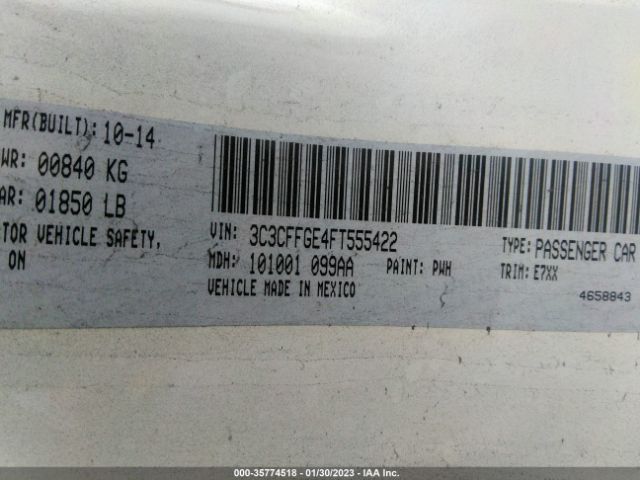 MFR(BUILT): 10-14
WR: 00840 KG
AR: 01850 LB
TOR VEHICLE SAFETY,
ON
VIN: 3C3CFFGE4FT555422
TYPE: PASSENGER CAR
MDH: 101001 099AA PAINT: PWH
TRIM: E7XX
VEHICLE MADE IN MEXICO
4658843
000-35774518 - 01/30/2023 - IAA Inc.